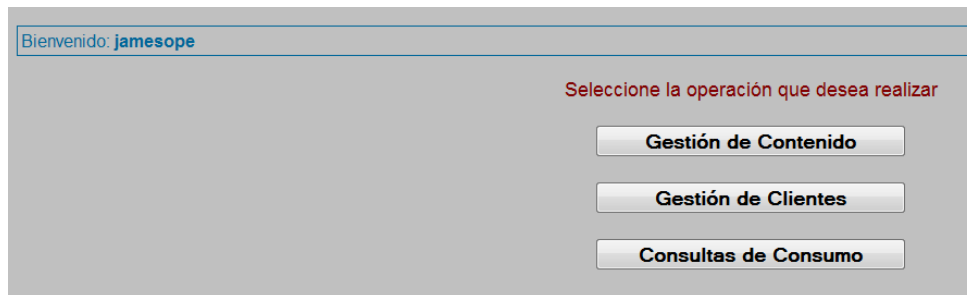 Bienvenido: jamesope
Seleccione la operación que desea realizar
Gestión de Contenido
Gestión de Clientes
Consultas de Consumo